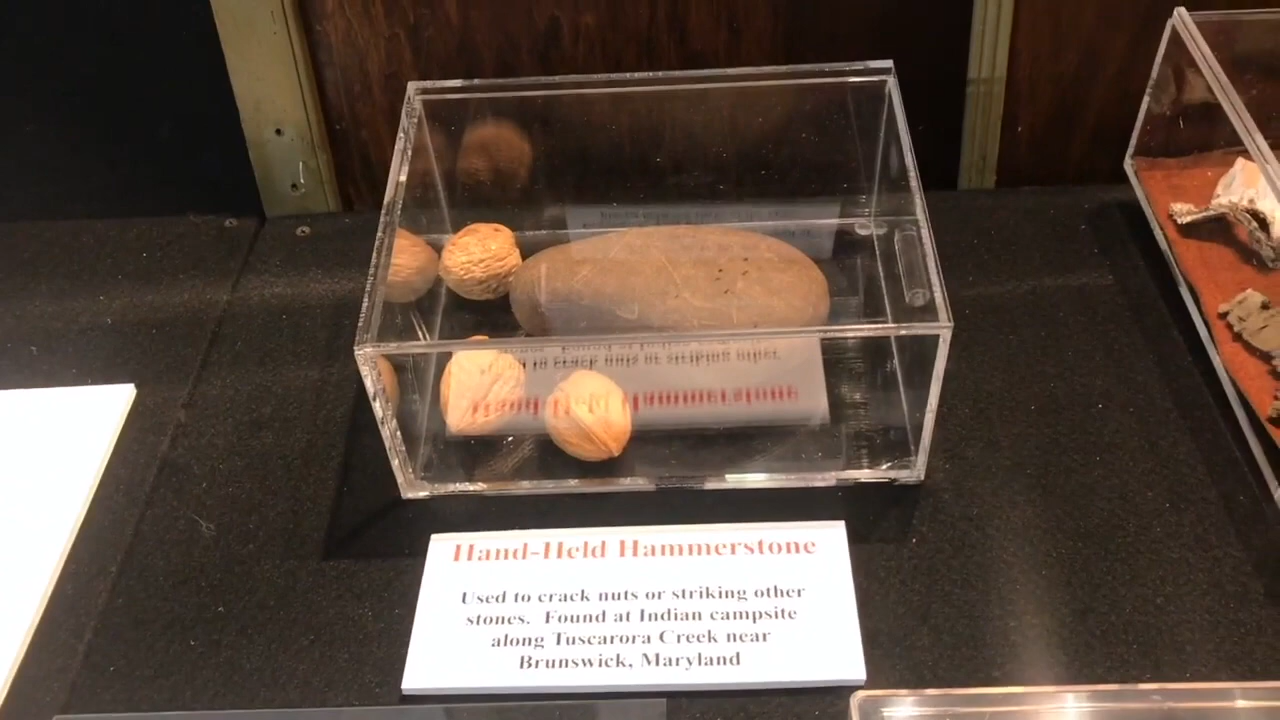 Hand-Held Hammerstone
Used to crack nuts or striking other
stones. Found at Indian campsite
along Tuscarora Creek near
Brunswick, Maryland